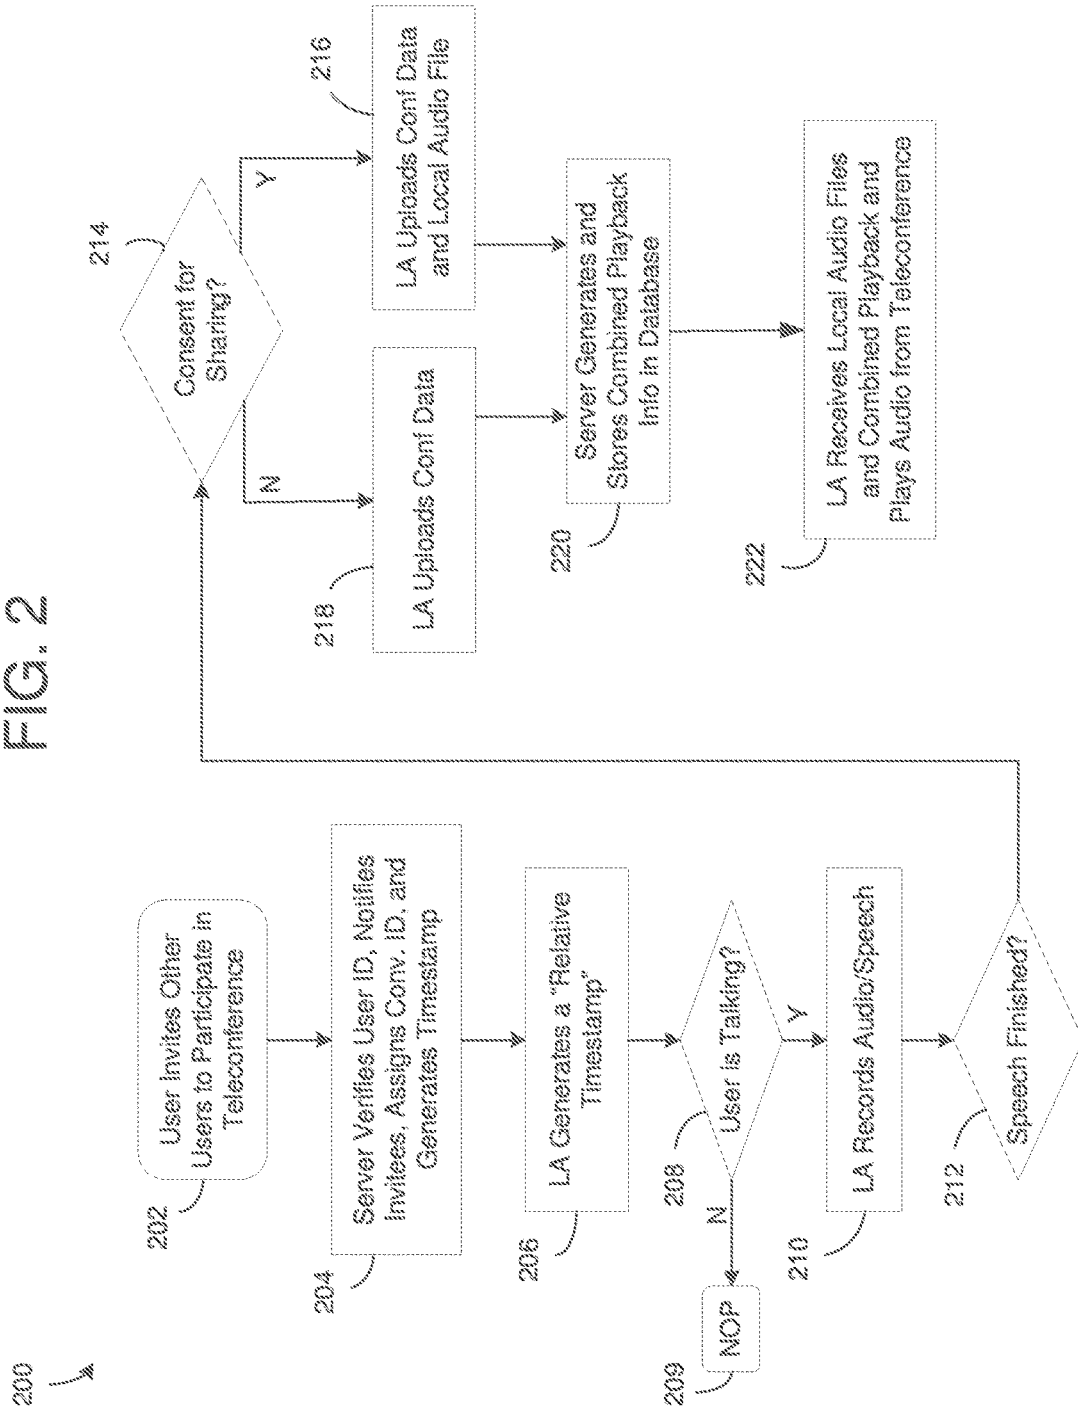 FIG. 2
200
202
User Invites Other
Users to Participate in
Teleconference
204
Server Verifies User ID, Notifies
Invitees, Assigns Conv. ID, and
Generates Timestamp
206
LA Generates a "Relative
Timestamp"
208
User is Talking?
N
209
NOP
Y
210
LA Records Audio/Speech
212
Speech Finished?
214
Consent for
Sharing?
N
Y
218
LA Uploads Conf Data
216
LA Uploads Conf Data
and Local Audio File
220
Server Generates and
Stores Combined Playback
Info in Database
222
LA Receives Local Audio Files
and Combined Playback and
Plays Audio from Teleconference